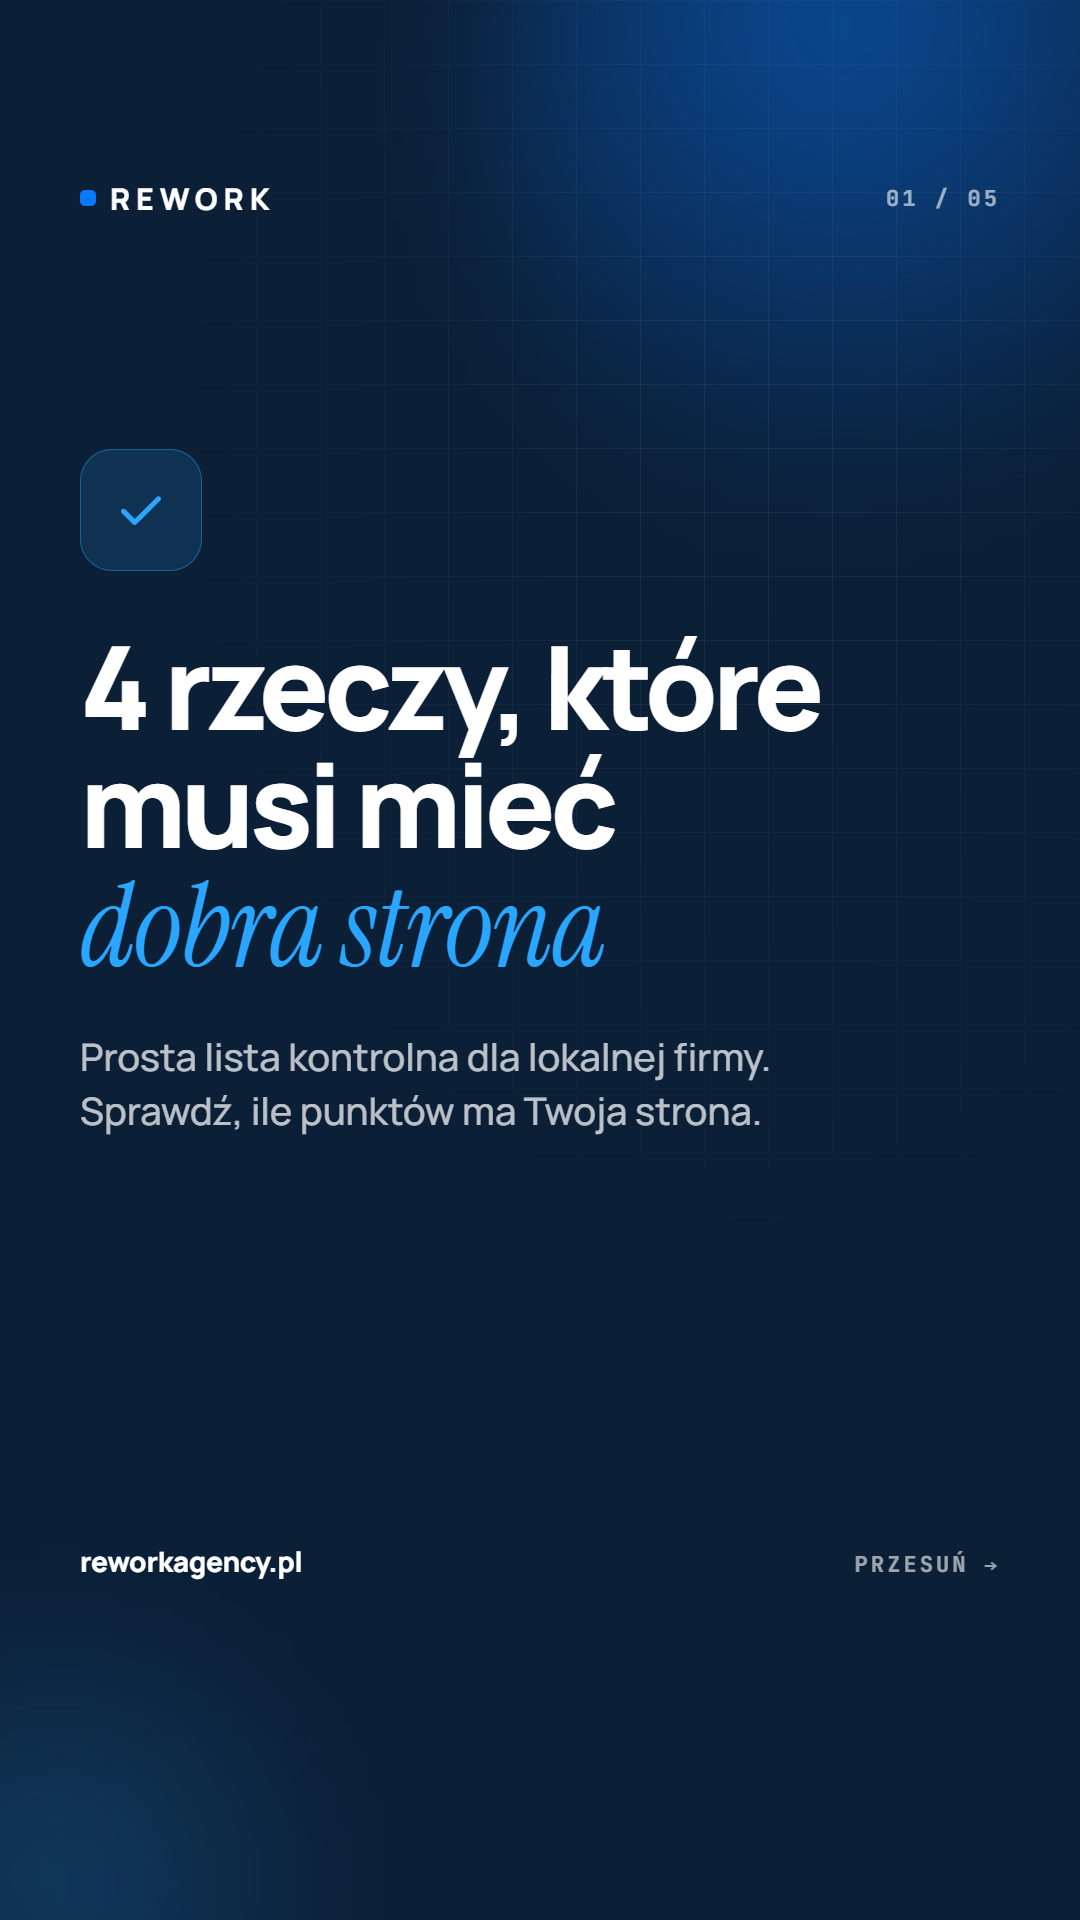 REWORK
01 / 05
4 rzeczy, które
musi mieć
dobra strona
Prosta lista kontrolna dla lokalnej firmy.
Sprawdź, ile punktów ma Twoja strona.
reworkagency.pl
PRZESUŃ →